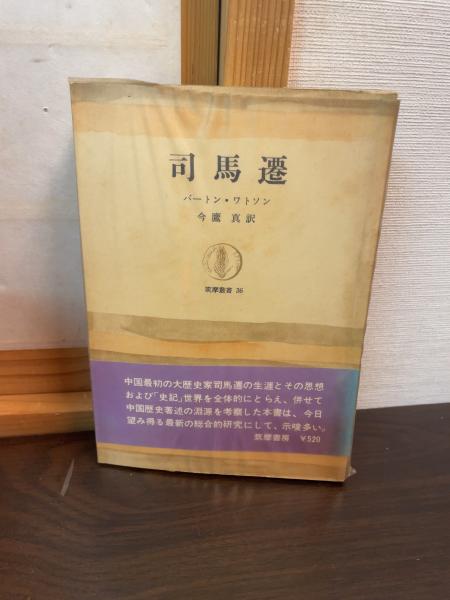 司馬遷
バートン・ワトソン
今鷹 真訳
筑摩叢書 36
中国最初の大歴史家司馬遷の生涯とその思想
および「史記」世界を全体的にとらえ、併せて
中国歴史著述の淵源を考察した本書は、今日
望み得る最新の総合的研究にして、示唆多い。
筑摩書房 ¥520